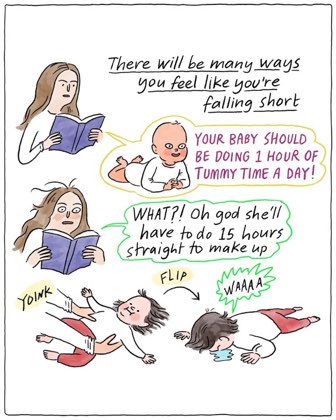 There will be many ways
you feel like you're
falling short
YOUR BABY SHOULD
BE DOING 1 HOUR OF
TUMMY TIME A DAY!
WHAT?! Oh god she'll
have to do 15 hours
straight to make up
YOINK
FLIP
WAAAA